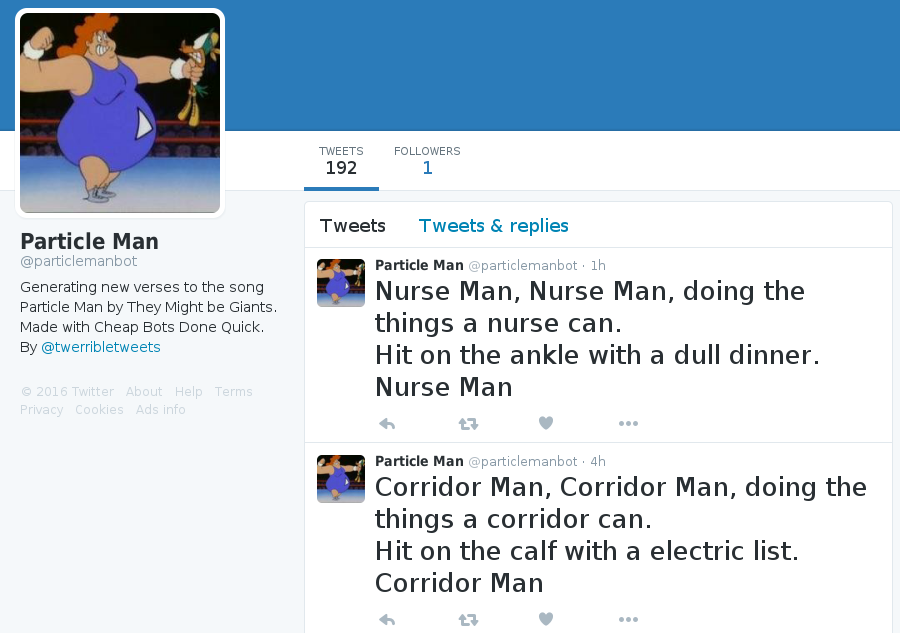 TWEETS
192
FOLLOWERS
1
Particle Man
@particlemanbot
Generating new verses to the song
Particle Man by They Might be Giants.
Made with Cheap Bots Done Quick.
By @twerribletweets
© 2016 Twitter About Help Terms
Privacy Cookies Ads info
Tweets Tweets & replies
Particle Man @particlemanbot · 1h
Nurse Man, Nurse Man, doing the
things a nurse can.
Hit on the ankle with a dull dinner.
Nurse Man
Particle Man @particlemanbot · 4h
Corridor Man, Corridor Man, doing the
things a corridor can.
Hit on the calf with a electric list.
Corridor Man